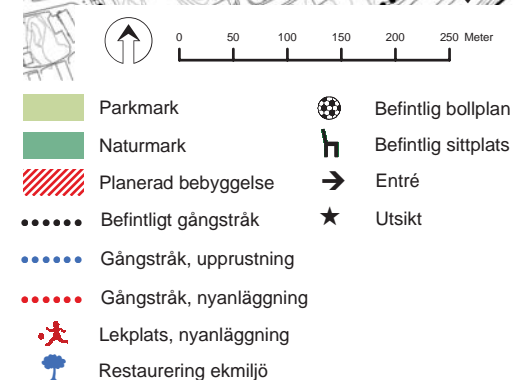 0 50 100 150 200 250 Meter
Parkmark
Naturmark
Planerad bebyggelse
Befintligt gångstråk
Gångstråk, upprustning
Gångstråk, nyanläggning
Lekplats, nyanläggning
Restaurering ekmiljö
Befintlig bollplan
Befintlig sittplats
Entré
Utsikt